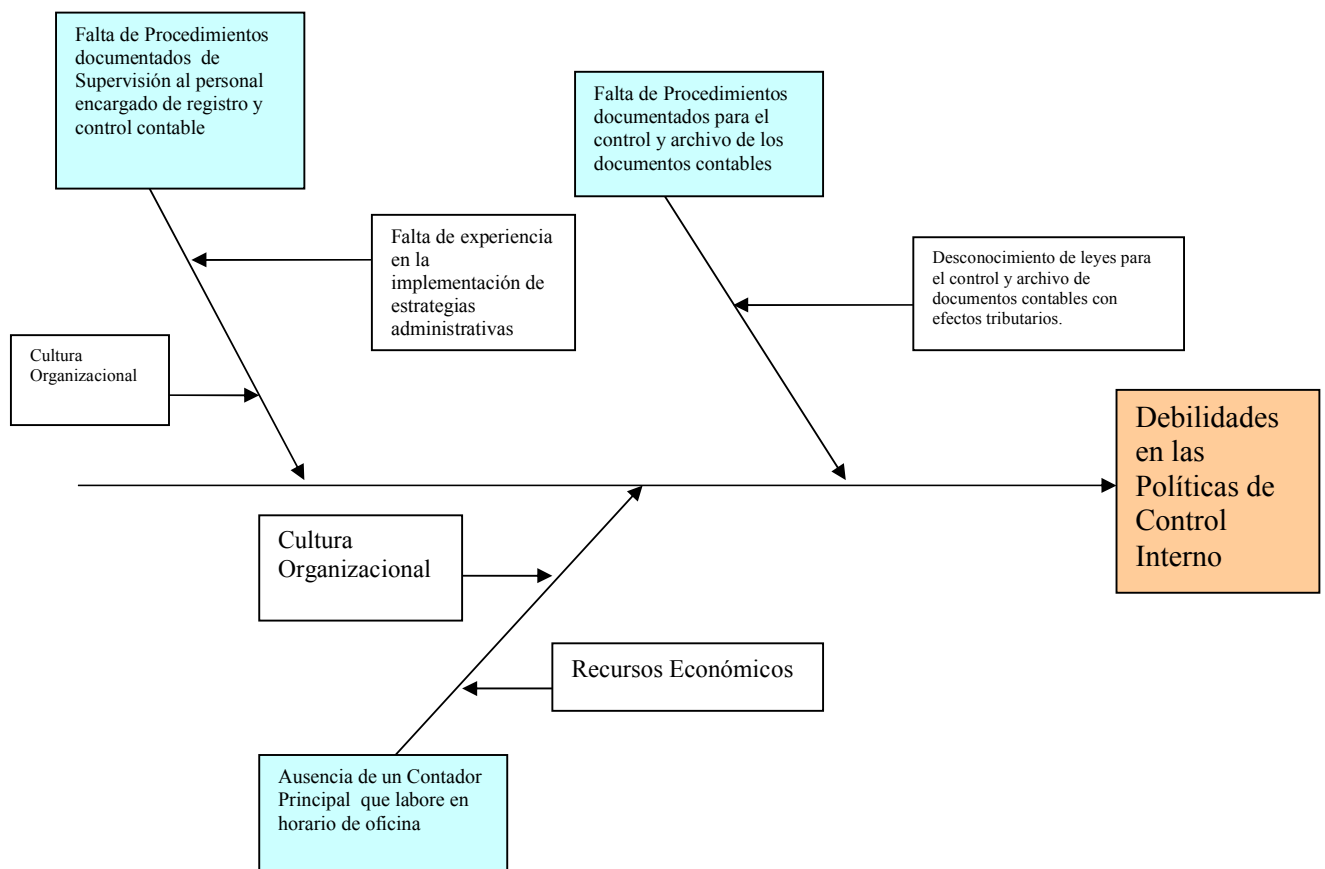 Falta de Procedimientos
documentados de
Supervisión al personal
encargado de registro y
control contable
Falta de Procedimientos
documentados para el
control y archivo de los
documentos contables
Falta de experiencia
en la
implementación de
estrategias
administrativas
Desconocimiento de leyes para
el control y archivo de
documentos contables con
efectos tributarios.
Cultura
Organizacional
Debilidades
en las
Políticas de
Control
Interno
Cultura
Organizacional
Recursos Económicos
Ausencia de un Contador
Principal que labore en
horario de oficina